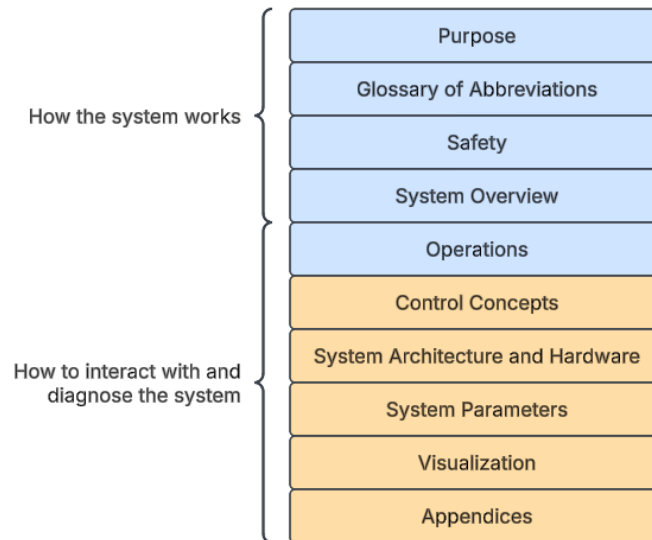 How the system works
Purpose
Glossary of Abbreviations
Safety
System Overview
How to interact with and
diagnose the system
Operations
Control Concepts
System Architecture and Hardware
System Parameters
Visualization
Appendices